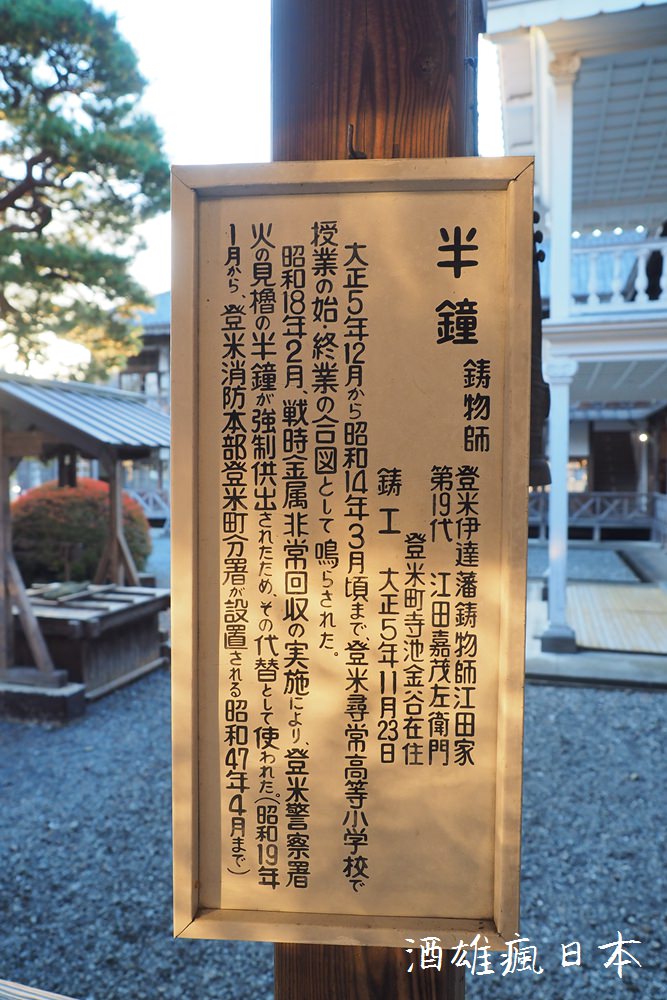 半鐘
鋳物師
登米伊達藩鋳物師江田家
第19代 江田嘉茂左衛門
登米町寺池金谷在住
鋳工 大正5年11月23日
大正5年12月から昭和14年3月頃まで、登米尋常高等小学校で
授業の始・終業の合図として鳴らされた。
昭和18年2月、戦時金属非常回収の実施により、登米警察署
火の見櫓の半鐘が強制供出されたため、その代替として使われた。(昭和19年
1月から、登米消防本部登米町分署が設置される昭和47年4月まで)
酒雄瘋日本